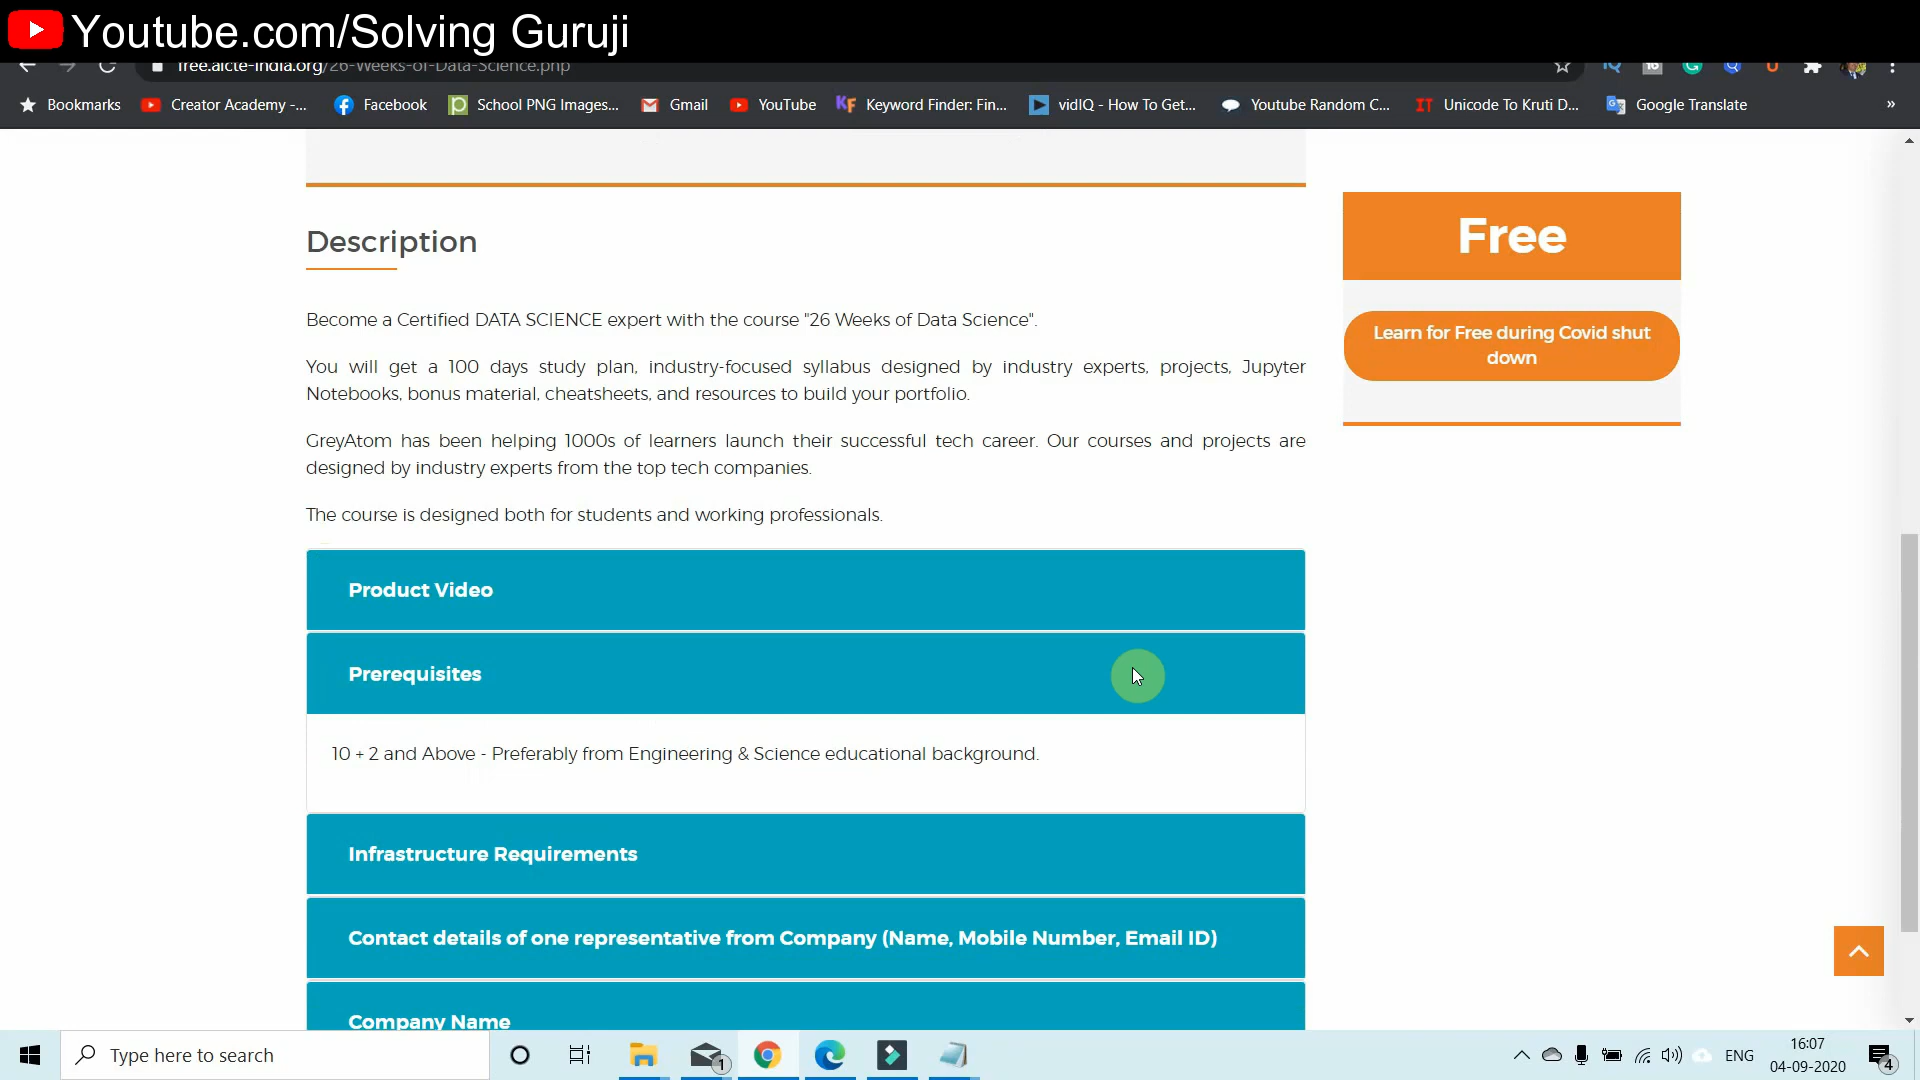 Youtube.com/Solving Guruji
free.aicte-india.org/26-Weeks-of-Data-Science.php
Bookmarks
Creator Academy -...
Facebook
School PNG Images...
Gmail
YouTube
Keyword Finder: Fin...
vidIQ - How To Get...
Youtube Random C...
Unicode To Kruti D...
Google Translate
»
Description
Become a Certified DATA SCIENCE expert with the course "26 Weeks of Data Science".
You will get a 100 days study plan, industry-focused syllabus designed by industry experts, projects, Jupyter
Notebooks, bonus material, cheatsheets, and resources to build your portfolio.
GreyAtom has been helping 1000s of learners launch their successful tech career. Our courses and projects are
designed by industry experts from the top tech companies.
The course is designed both for students and working professionals.
Free
Learn for Free during Covid shut
down
Product Video
Prerequisites
10 + 2 and Above - Preferably from Engineering & Science educational background.
Infrastructure Requirements
Contact details of one representative from Company (Name, Mobile Number, Email ID)
Company Name
Type here to search
1
ENG
16:07
04-09-2020
4